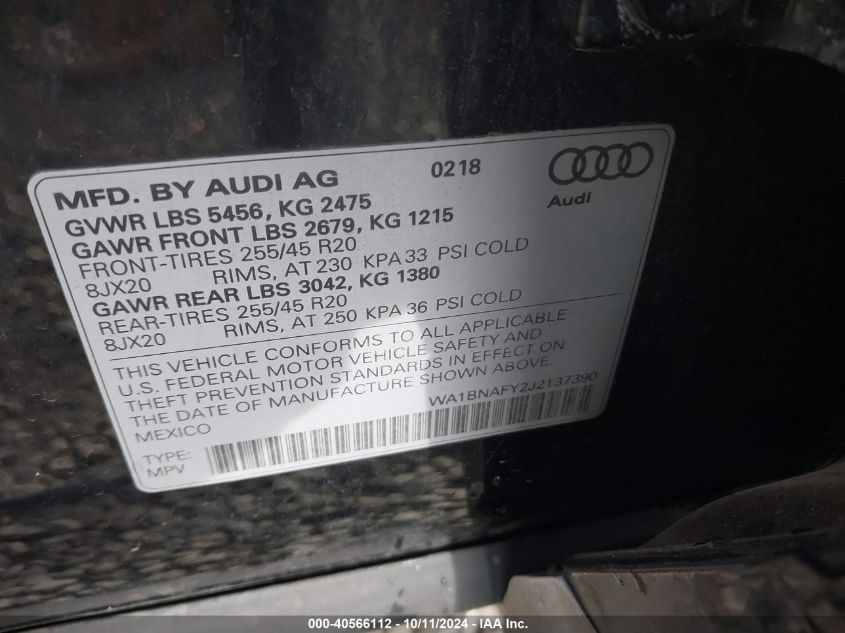 MFD. BY AUDI AG 0218
Audi
GVWR LBS 5456, KG 2475
GAWR FRONT LBS 2679, KG 1215
FRONT-TIRES 255/45 R20
8JX20 RIMS, AT 230 KPA 33 PSI COLD
GAWR REAR LBS 3042, KG 1380
REAR-TIRES 255/45 R20
8JX20 RIMS, AT 250 KPA 36 PSI COLD
THIS VEHICLE CONFORMS TO ALL APPLICABLE
U.S. FEDERAL MOTOR VEHICLE SAFETY AND
THEFT PREVENTION STANDARDS IN EFFECT ON
THE DATE OF MANUFACTURE SHOWN ABOVE.
MEXICO WA1BNAFY2J2137390
TYPE:
MPV
000-40566112 - 10/11/2024 - IAA Inc.